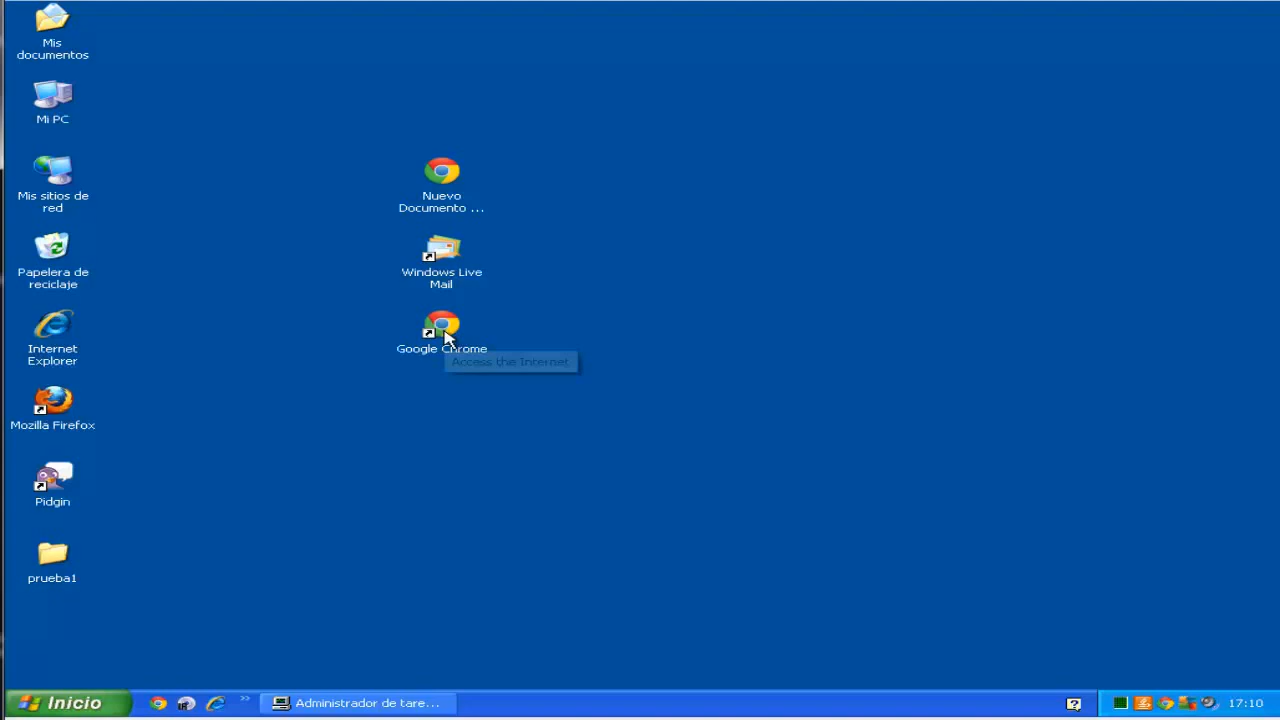 Mis
documentos
Mi PC
Mis sitios de
red
Papelera de
reciclaje
Internet
Explorer
Mozilla Firefox
Pidgin
prueba1
Nuevo
Documento ...
Windows Live
Mail
Google Chrome
Access the Internet
Inicio
Administrador de tare...
17:10